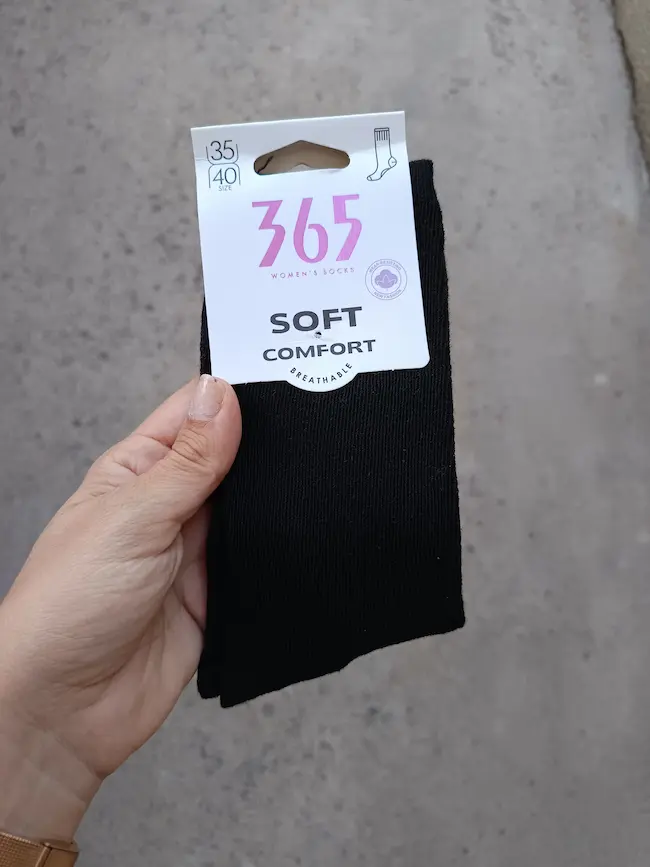 35
40
SIZE
365
WOMEN'S SOCKS
SOFT
COMFORT
BREATHABLE